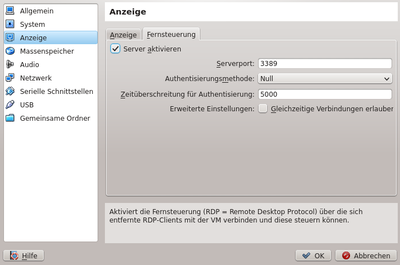 Allgemein
System
Anzeige
Massenspeicher
Audio
Netzwerk
Serielle Schnittstellen
USB
Gemeinsame Ordner
Anzeige
Anzeige
Fernsteuerung
Server aktivieren
Serverport:
3389
Authentisierungsmethode:
Null
Zeitüberschreitung für Authentisierung:
5000
Erweiterte Einstellungen:
Gleichzeitige Verbindungen erlauber
Aktiviert die Fernsteuerung (RDP = Remote Desktop Protocol) über die sich
entfernte RDP-Clients mit der VM verbinden und diese steuern können.
Hilfe
OK
Abbrechen